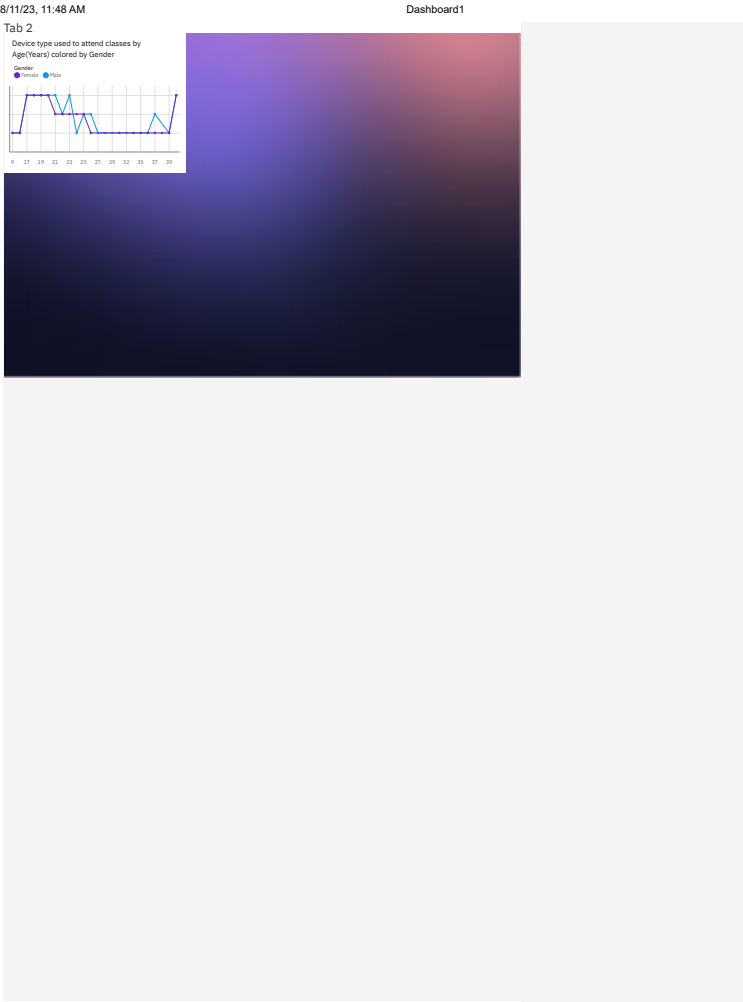 8/11/23, 11:48 AM Dashboard1
Tab 2
Device type used to attend classes by
Age(Years) colored by Gender
Gender
Female Male
9 17 19 21 23 25 27 29 32 35 37 39